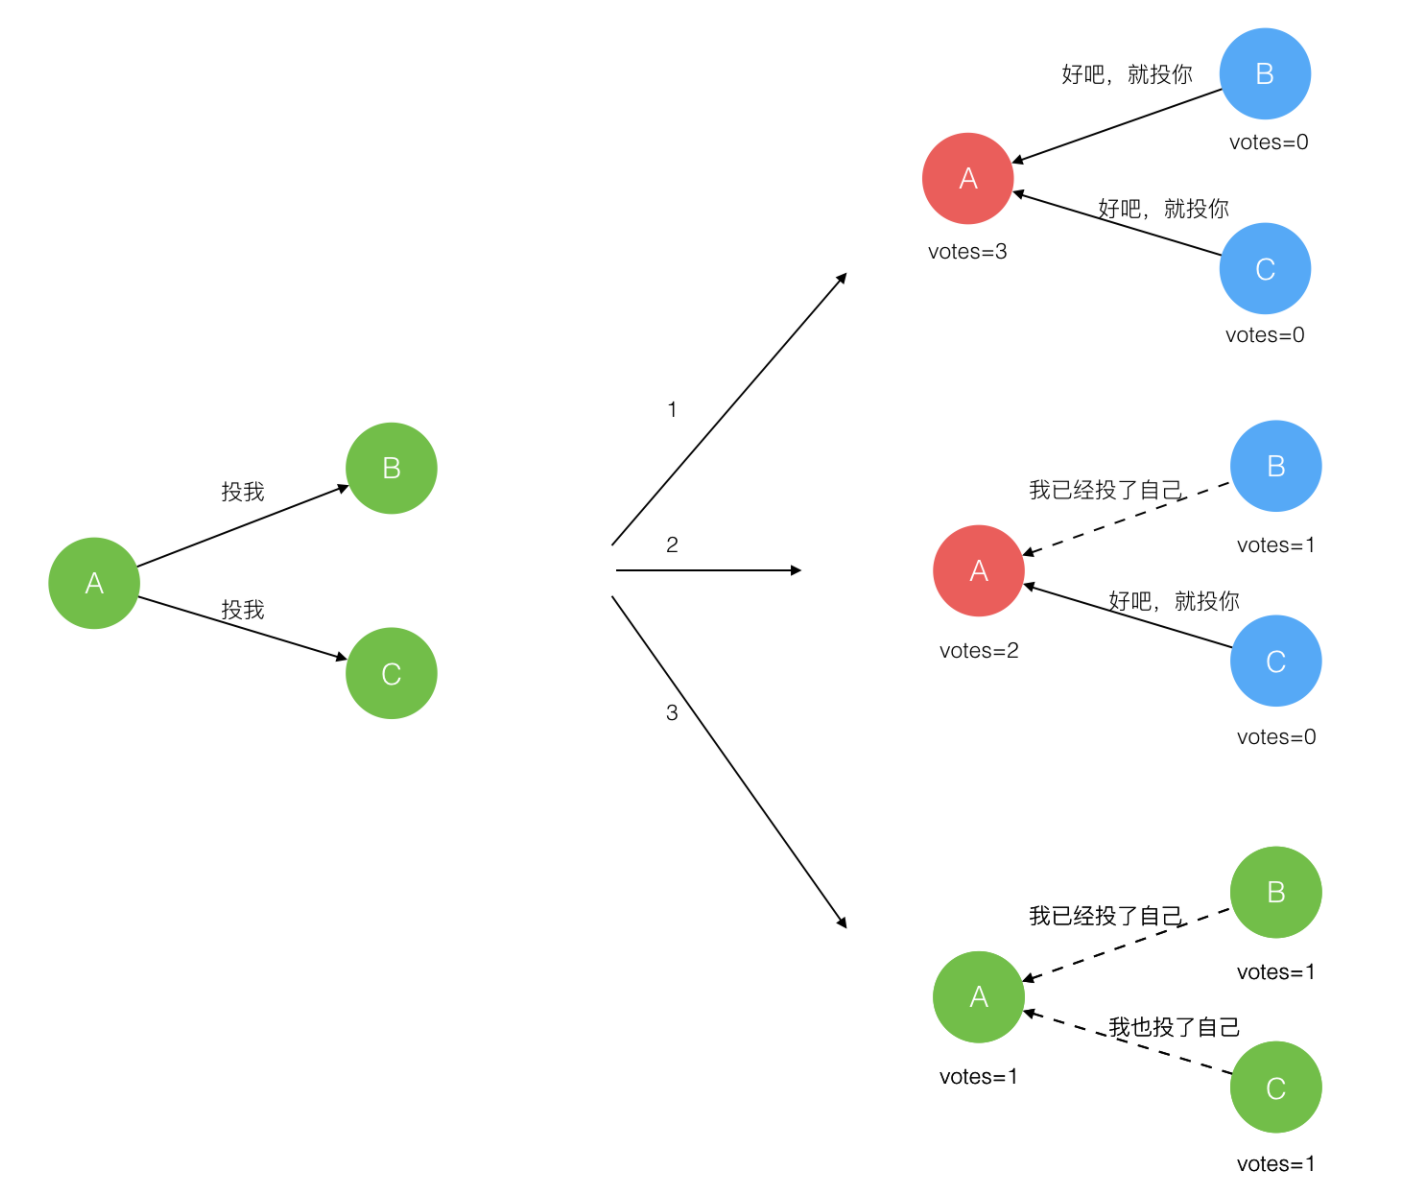 A
投我
B
投我
C
1
2
3
好吧，就投你
B
votes=0
A
votes=3
好吧，就投你
C
votes=0
我已经投了自己
B
votes=1
A
votes=2
好吧，就投你
C
votes=0
我已经投了自己
B
votes=1
A
votes=1
我也投了自己
C
votes=1